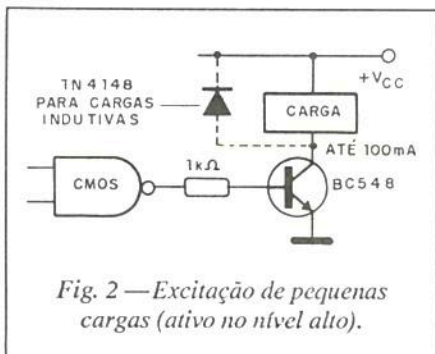 1N4148
PARA CARGAS
INDUTIVAS
+VCC
CARGA
ATÉ 100mA
CMOS
1kΩ
BC548
Fig. 2 — Excitação de pequenas
cargas (ativo no nível alto).